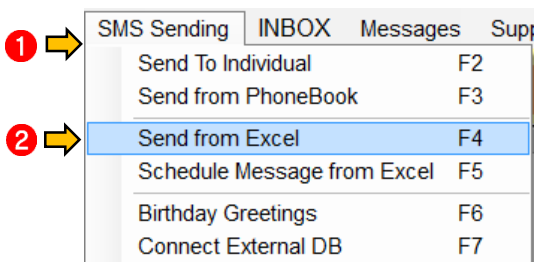 SMS Sending INBOX Messages Supp
1
Send To Individual F2
Send from PhoneBook F3
2 Send from Excel F4
Schedule Message from Excel F5
Birthday Greetings F6
Connect External DB F7